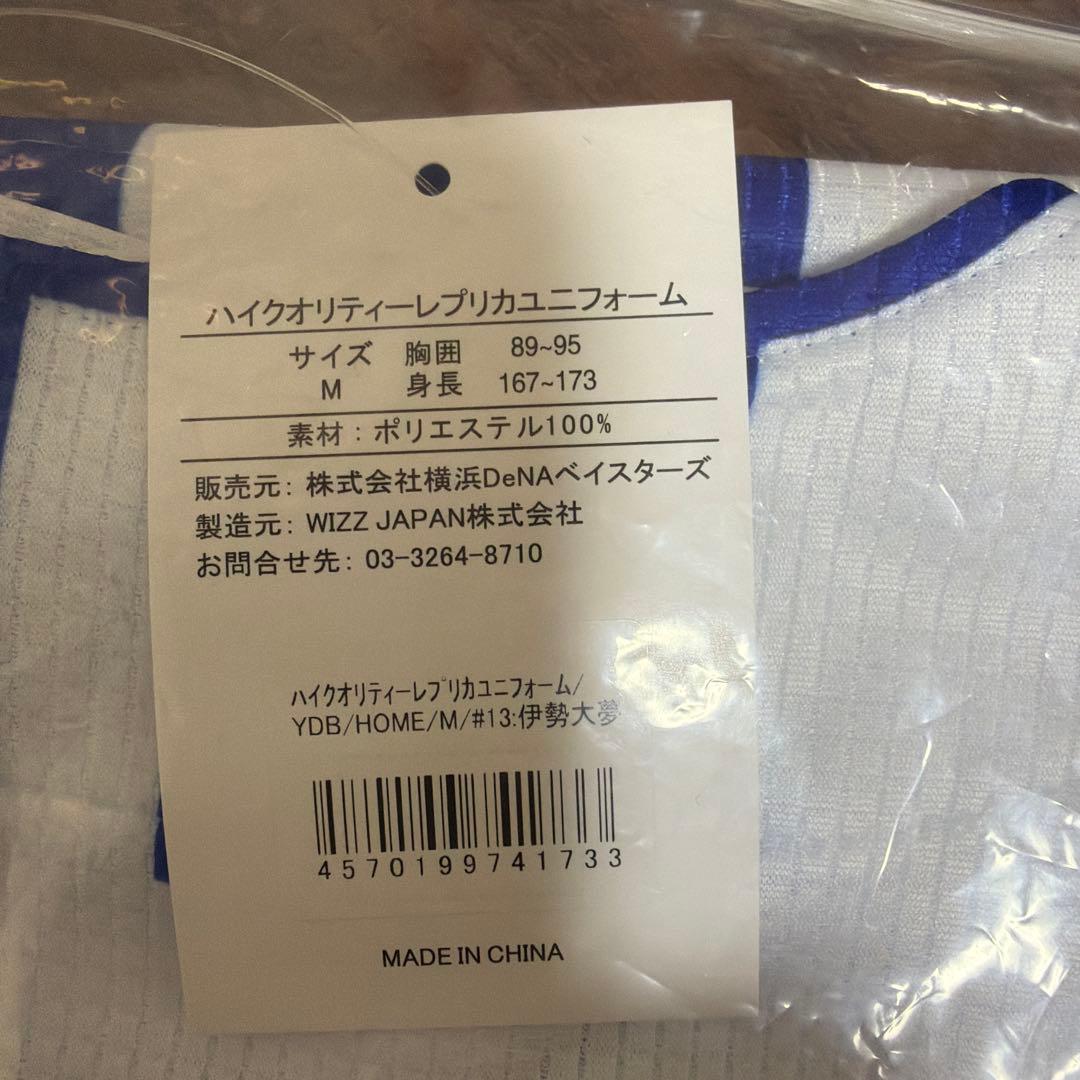 ハイクオリティーレプリカユニフォーム
サイズ 胸囲 89~95
M 身長 167~173
素材：ポリエステル100%
販売元：株式会社横浜DeNAベイスターズ
製造元：WIZZ JAPAN株式会社
お問合せ先：03-3264-8710
ﾊｲｸｵﾘﾃｨｰﾚﾌﾟﾘｶﾕﾆﾌｫｰﾑ/
YDB/HOME/M/#13:伊勢大夢
4570199741733
MADE IN CHINA